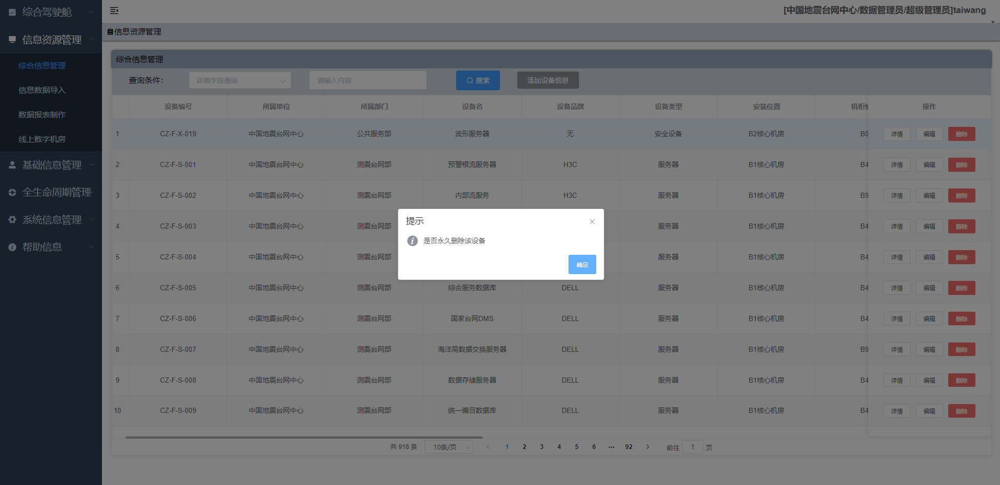 综合驾驶舱
信息资源管理
综合信息管理
信息数据导入
数据报表制作
线上数字机房
基础信息管理
全生命周期管理
系统信息管理
帮助信息
[中国地震台网中心/数据管理员/超级管理员]taiwang
信息资源管理
综合信息管理
查询条件: 详细字段查询 请输入内容 搜索 添加设备信息
设备编号 所属单位 所属部门 设备名 设备品牌 设备类型 安装位置 机柜 操作
1 CZ-F-X-019 中国地震台网中心 公共服务部 波形服务器 无 安全设备 B2核心机房 B0 详情 编辑 删除
2 CZ-F-S-001 中国地震台网中心 测震台网部 预警根流服务器 H3C 服务器 B1核心机房 B4 详情 编辑 删除
3 CZ-F-S-002 中国地震台网中心 测震台网部 内部流服务 H3C 服务器 B1核心机房 B9 详情 编辑 删除
4 CZ-F-S-003 中国地震台网中心 测震台网部 服务器 B1核心机房 B4 详情 编辑 删除
5 CZ-F-S-004 中国地震台网中心 测震台网部 服务器 B1核心机房 B4 详情 编辑 删除
6 CZ-F-S-005 中国地震台网中心 测震台网部 综合服务数据库 DELL 服务器 B1核心机房 B4 详情 编辑 删除
7 CZ-F-S-006 中国地震台网中心 测震台网部 国家台网DMS DELL 服务器 B1核心机房 B4 详情 编辑 删除
8 CZ-F-S-007 中国地震台网中心 测震台网部 海洋局数据交换服务器 DELL 服务器 B1核心机房 B9 详情 编辑 删除
9 CZ-F-S-008 中国地震台网中心 测震台网部 数据存储服务器 DELL 服务器 B1核心机房 B4 详情 编辑 删除
10 CZ-F-S-009 中国地震台网中心 测震台网部 统一编目数据库 DELL 服务器 B1核心机房 B4 详情 编辑 删除
提示
是否永久删除该设备
确定
共 918 条 10条/页 1 2 3 4 5 6 ••• 92 前往 1 页